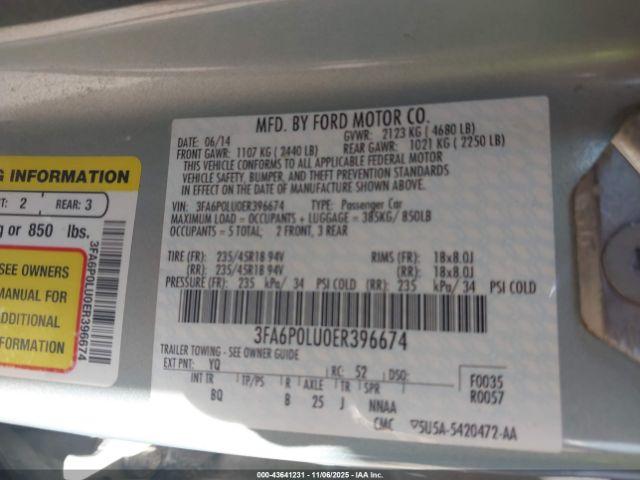 MFD. BY FORD MOTOR CO.
DATE: 06/14 GVWR: 2123 KG ( 4680 LB)
FRONT GAWR: 1107 KG ( 2440 LB) REAR GAWR: 1021 KG ( 2250 LB)
THIS VEHICLE CONFORMS TO ALL APPLICABLE FEDERAL MOTOR
VEHICLE SAFETY, BUMPER, AND THEFT PREVENTION STANDARDS
IN EFFECT ON THE DATE OF MANUFACTURE SHOWN ABOVE.
VIN: 3FA6P0LU0ER396674 TYPE: Passenger Car
MAXIMUM LOAD = OCCUPANTS + LUGGAGE = 385KG/850LB
OCCUPANTS = 5 TOTAL; 2 FRONT, 3 REAR
TIRE (FR): 235/45R18 94V RIMS (FR): 18x8.0J
(RR): 235/45R18 94V (RR): 18x8.0J
PRESSURE (FR): 235 kPa/ 34 PSI COLD (RR): 235 kPa/ 34 PSI COLD
3FA6P0LU0ER396674
TRAILER TOWING - SEE OWNER GUIDE
EXT PNT: YQ RC: 52 DSO:
INT TR TP/PS R AXLE TR SPR
BQ B 25 J NNAA
F0035
R0057
CMC 5U5A-5420472-AA
G INFORMATION
NT: 2 REAR: 3
g or 850 lbs.
SEE OWNERS
MANUAL FOR
ADDITIONAL
FORMATION
3FA6P0LU0ER396674
000-43641231 - 11/06/2025 - IAA Inc.